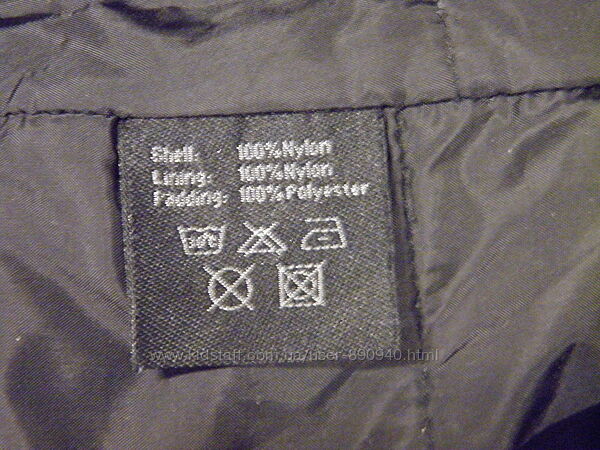 Shell: 100%Nylon
Lining: 100%Nylon
Padding: 100%Polyester
30°
www.kidstaff.com.ua/user-890940.html